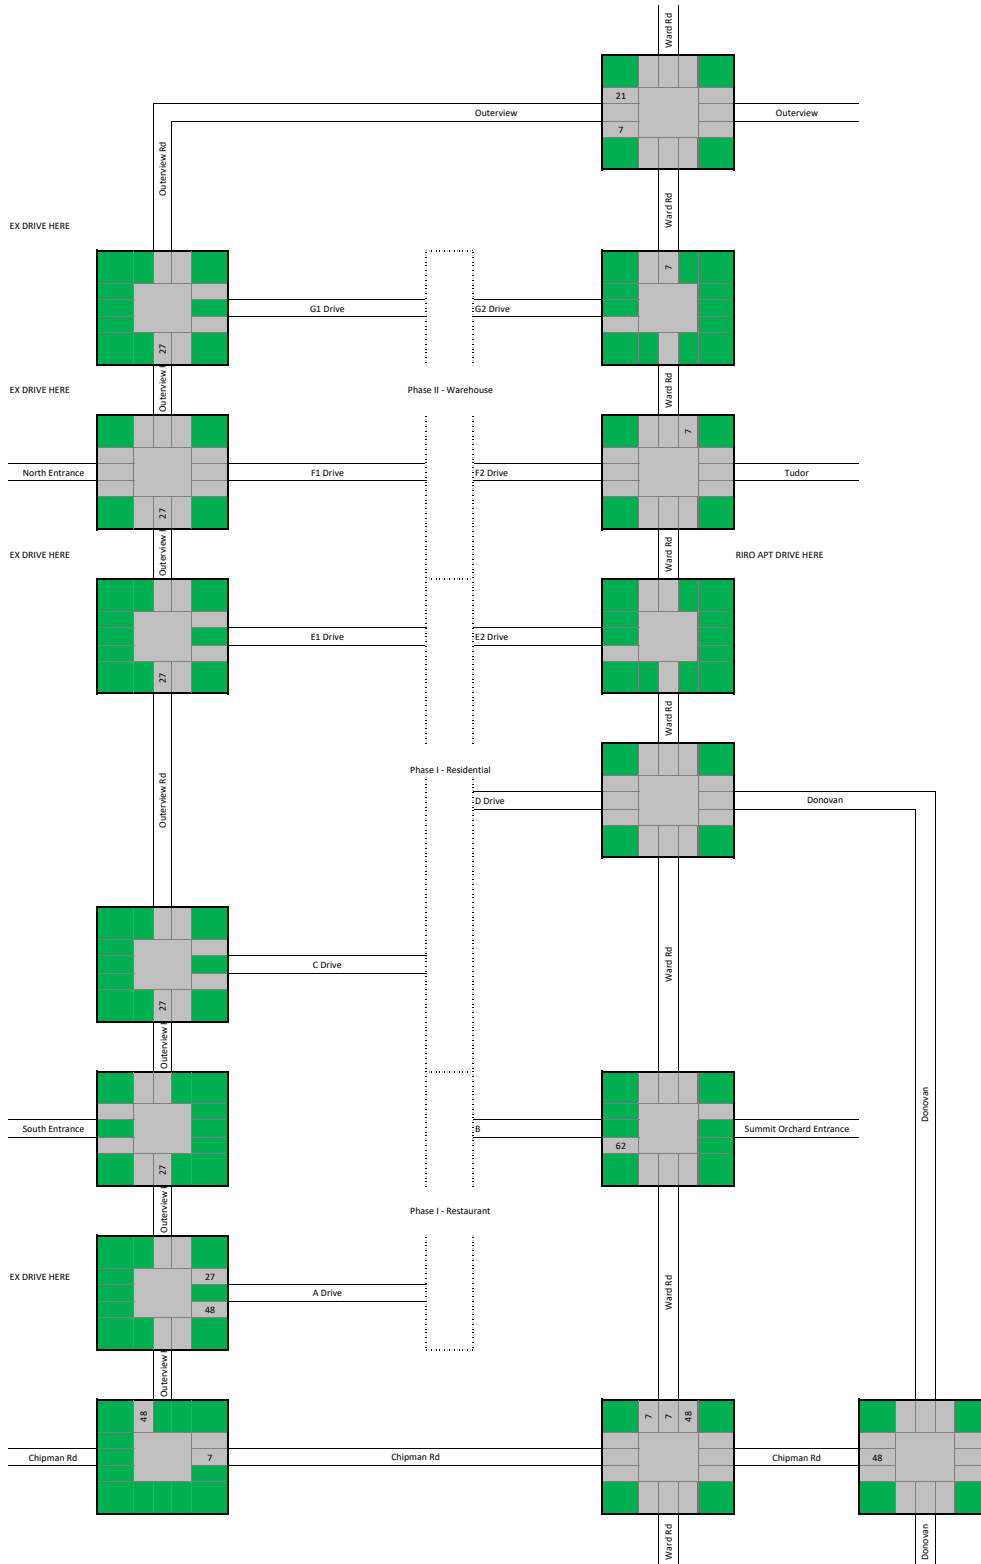 Ward Rd
21
Outerview
Outerview
7
Outerview Rd
Ward Rd
EX DRIVE HERE
7
G1 Drive
G2 Drive
27
Outerview
Ward Rd
EX DRIVE HERE
Phase II - Warehouse
7
North Entrance
F1 Drive
F2 Drive
Tudor
27
Outerview
Ward Rd
EX DRIVE HERE
RIRO APT DRIVE HERE
E1 Drive
E2 Drive
27
Ward Rd
Phase I - Residential
Outerview Rd
D Drive
Donovan
C Drive
Ward Rd
27
Outerview
South Entrance
B
Summit Orchard Entrance
Donovan
62
27
Outerview
Phase I - Restaurant
EX DRIVE HERE
27
A Drive
48
Ward Rd
Outerview
48
7
7
48
Chipman Rd
7
Chipman Rd
Chipman Rd
48
Ward Rd
Donovan